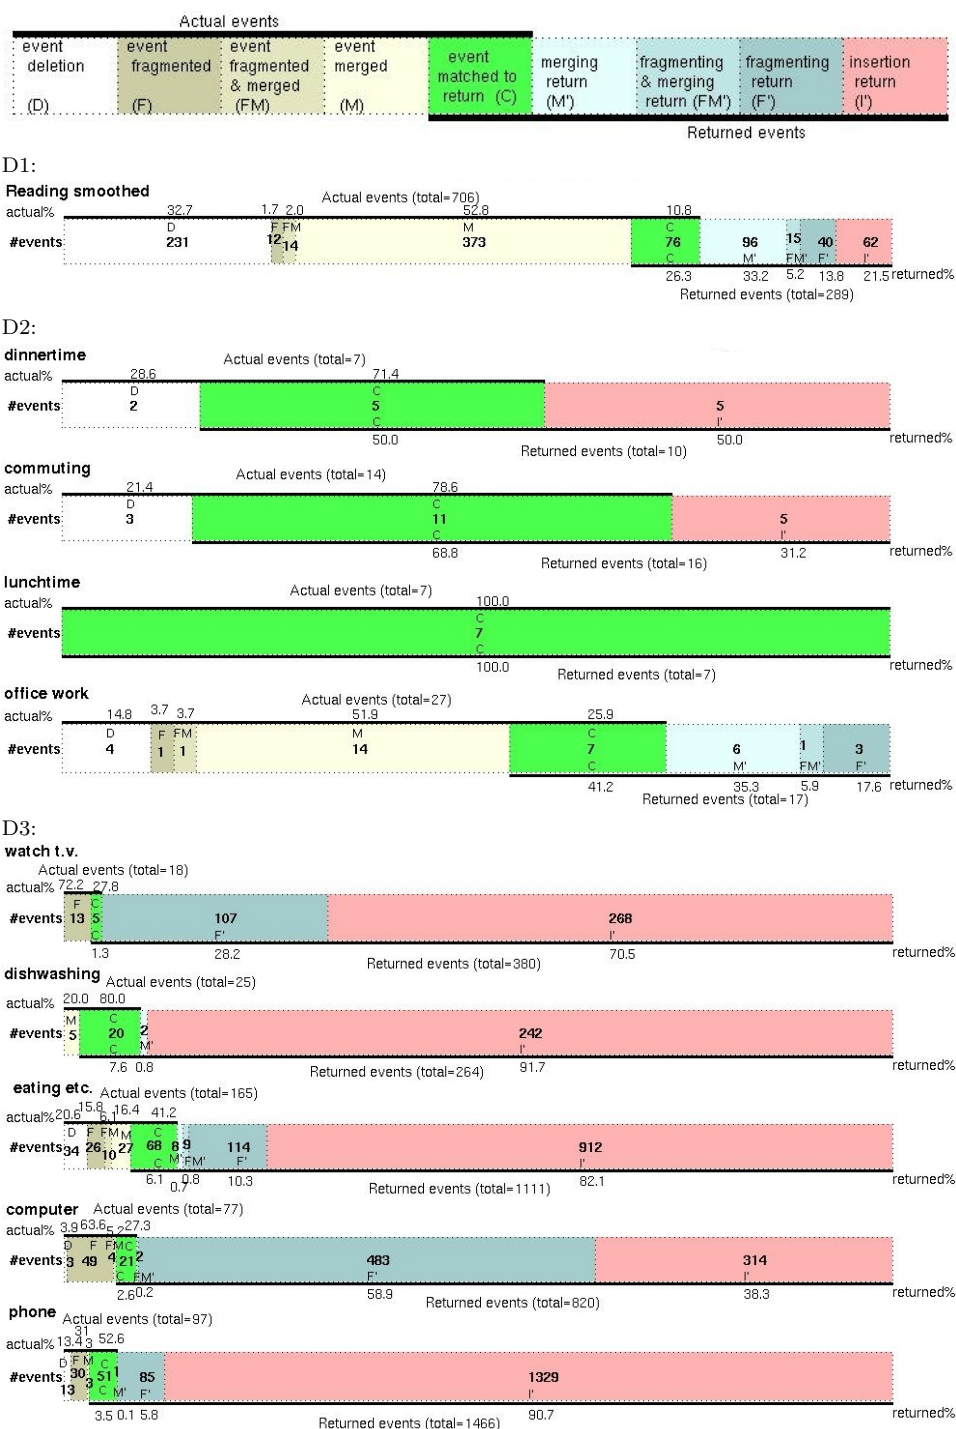 Actual events
event deletion (D)
event fragmented (F)
event fragmented & merged (FM)
event merged (M)
event matched to return (C)
merging return (M')
fragmenting & merging return (FM')
fragmenting return (F')
insertion return (I')
Returned events
D1:
Reading smoothed
Actual events (total=706)
actual% 32.7 1.7 2.0 52.8 10.8
D F FM M C
#events 231 12 14 373 76 96 15 40 62
C M' FM' F' I'
26.3 33.2 5.2 13.8 21.5 returned%
Returned events (total=289)
D2:
dinnertime
Actual events (total=7)
actual% 28.6 71.4
D C
#events 2 5 5
C I'
50.0 50.0 returned%
Returned events (total=10)
commuting
Actual events (total=14)
actual% 21.4 78.6
D C
#events 3 11 5
C I'
68.8 31.2 returned%
Returned events (total=16)
lunchtime
Actual events (total=7)
actual% 100.0
C
#events 7
C
100.0 returned%
Returned events (total=7)
office work
Actual events (total=27)
actual% 14.8 3.7 3.7 51.9 25.9
D F FM M C
#events 4 1 1 14 7 6 1 3
C M' FM' F'
41.2 35.3 5.9 17.6 returned%
Returned events (total=17)
D3:
watch t.v.
Actual events (total=18)
actual% 72.2 27.8
F C
#events 13 5 107 268
C F' I'
1.3 28.2 70.5 returned%
Returned events (total=380)
dishwashing
Actual events (total=25)
actual% 20.0 80.0
M C
#events 5 20 2 242
C M' I'
7.6 0.8 91.7 returned%
Returned events (total=264)
eating etc.
Actual events (total=165)
actual% 20.6 15.8 6.1 16.4 41.2
D F FM M C
#events 34 26 10 27 68 8 9 114 912
C M' FM' F' I'
6.1 0.7 0.8 10.3 82.1 returned%
Returned events (total=1111)
computer
Actual events (total=77)
actual% 3.9 63.6 5.2 27.3
D F FM C
#events 3 49 4 21 2 483 314
C FM' F' I'
2.6 0.2 58.9 38.3 returned%
Returned events (total=820)
phone
Actual events (total=97)
actual% 13.4 31 3 52.6
D F M C
#events 13 30 3 51 1 85 1329
C M' F' I'
3.5 0.1 5.8 90.7 returned%
Returned events (total=1466)